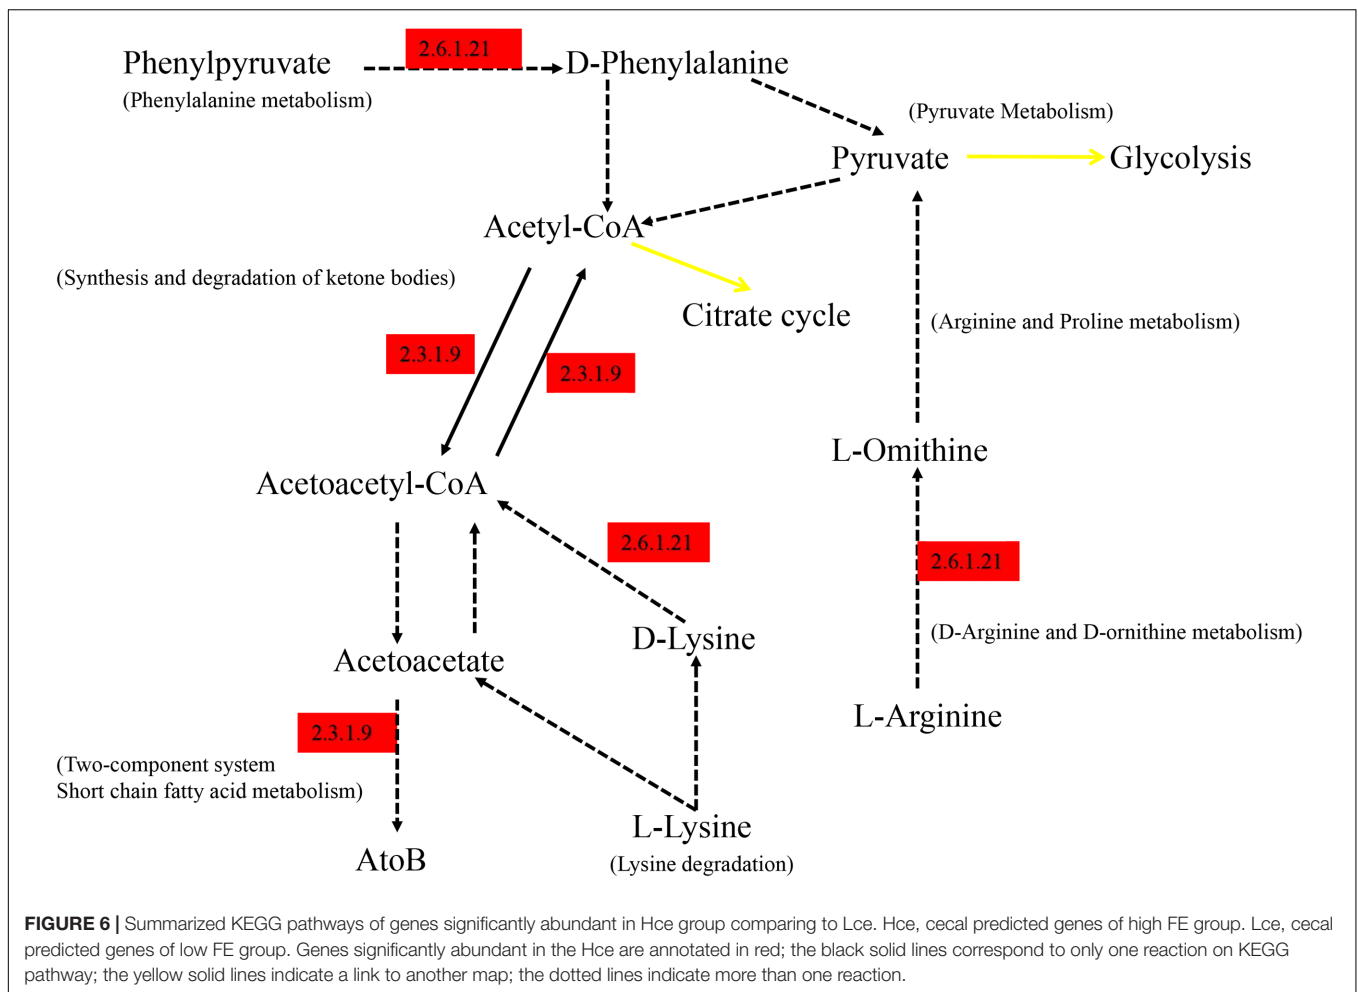 2.6.1.21
Phenylpyruvate
D-Phenylalanine
(Phenylalanine metabolism)
(Pyruvate Metabolism)
Pyruvate
Glycolysis
Acetyl-CoA
(Synthesis and degradation of ketone bodies)
Citrate cycle
(Arginine and Proline metabolism)
2.3.1.9
2.3.1.9
L-Omithine
Acetoacetyl-CoA
2.6.1.21
2.6.1.21
D-Lysine
(D-Arginine and D-ornithine metabolism)
Acetoacetate
L-Arginine
2.3.1.9
(Two-component system
Short chain fatty acid metabolism)
L-Lysine
(Lysine degradation)
AtoB
FIGURE 6 | Summarized KEGG pathways of genes significantly abundant in Hce group comparing to Lce. Hce, cecal predicted genes of high FE group. Lce, cecal
predicted genes of low FE group. Genes significantly abundant in the Hce are annotated in red; the black solid lines correspond to only one reaction on KEGG
pathway; the yellow solid lines indicate a link to another map; the dotted lines indicate more than one reaction.